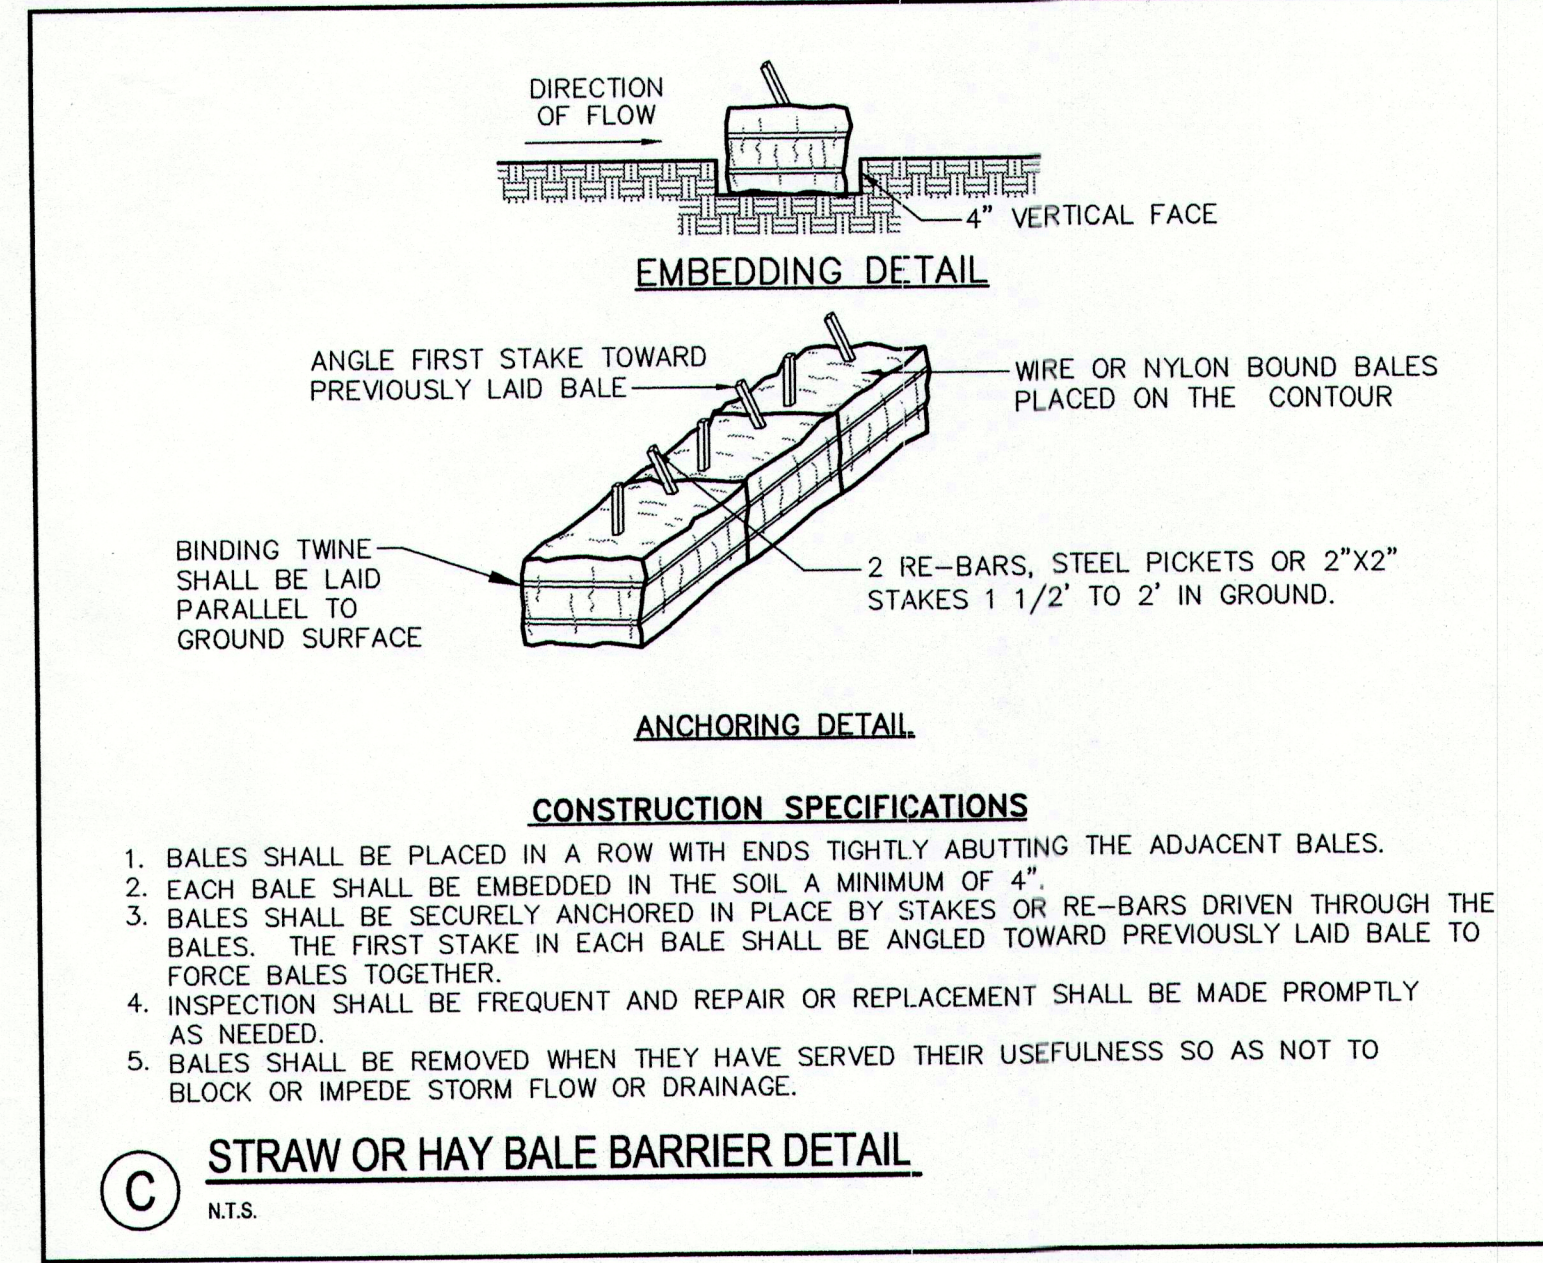 DIRECTION
OF FLOW
4" VERTICAL FACE
EMBEDDING DETAIL
ANGLE FIRST STAKE TOWARD
PREVIOUSLY LAID BALE
WIRE OR NYLON BOUND BALES
PLACED ON THE CONTOUR
BINDING TWINE
SHALL BE LAID
PARALLEL TO
GROUND SURFACE
2 RE-BARS, STEEL PICKETS OR 2"X2"
STAKES 1 1/2' TO 2' IN GROUND.
ANCHORING DETAIL
CONSTRUCTION SPECIFICATIONS
1. BALES SHALL BE PLACED IN A ROW WITH ENDS TIGHTLY ABUTTING THE ADJACENT BALES.
2. EACH BALE SHALL BE EMBEDDED IN THE SOIL A MINIMUM OF 4".
3. BALES SHALL BE SECURELY ANCHORED IN PLACE BY STAKES OR RE-BARS DRIVEN THROUGH THE
BALES. THE FIRST STAKE IN EACH BALE SHALL BE ANGLED TOWARD PREVIOUSLY LAID BALE TO
FORCE BALES TOGETHER.
4. INSPECTION SHALL BE FREQUENT AND REPAIR OR REPLACEMENT SHALL BE MADE PROMPTLY
AS NEEDED.
5. BALES SHALL BE REMOVED WHEN THEY HAVE SERVED THEIR USEFULNESS SO AS NOT TO
BLOCK OR IMPEDE STORM FLOW OR DRAINAGE.
C STRAW OR HAY BALE BARRIER DETAIL
N.T.S.